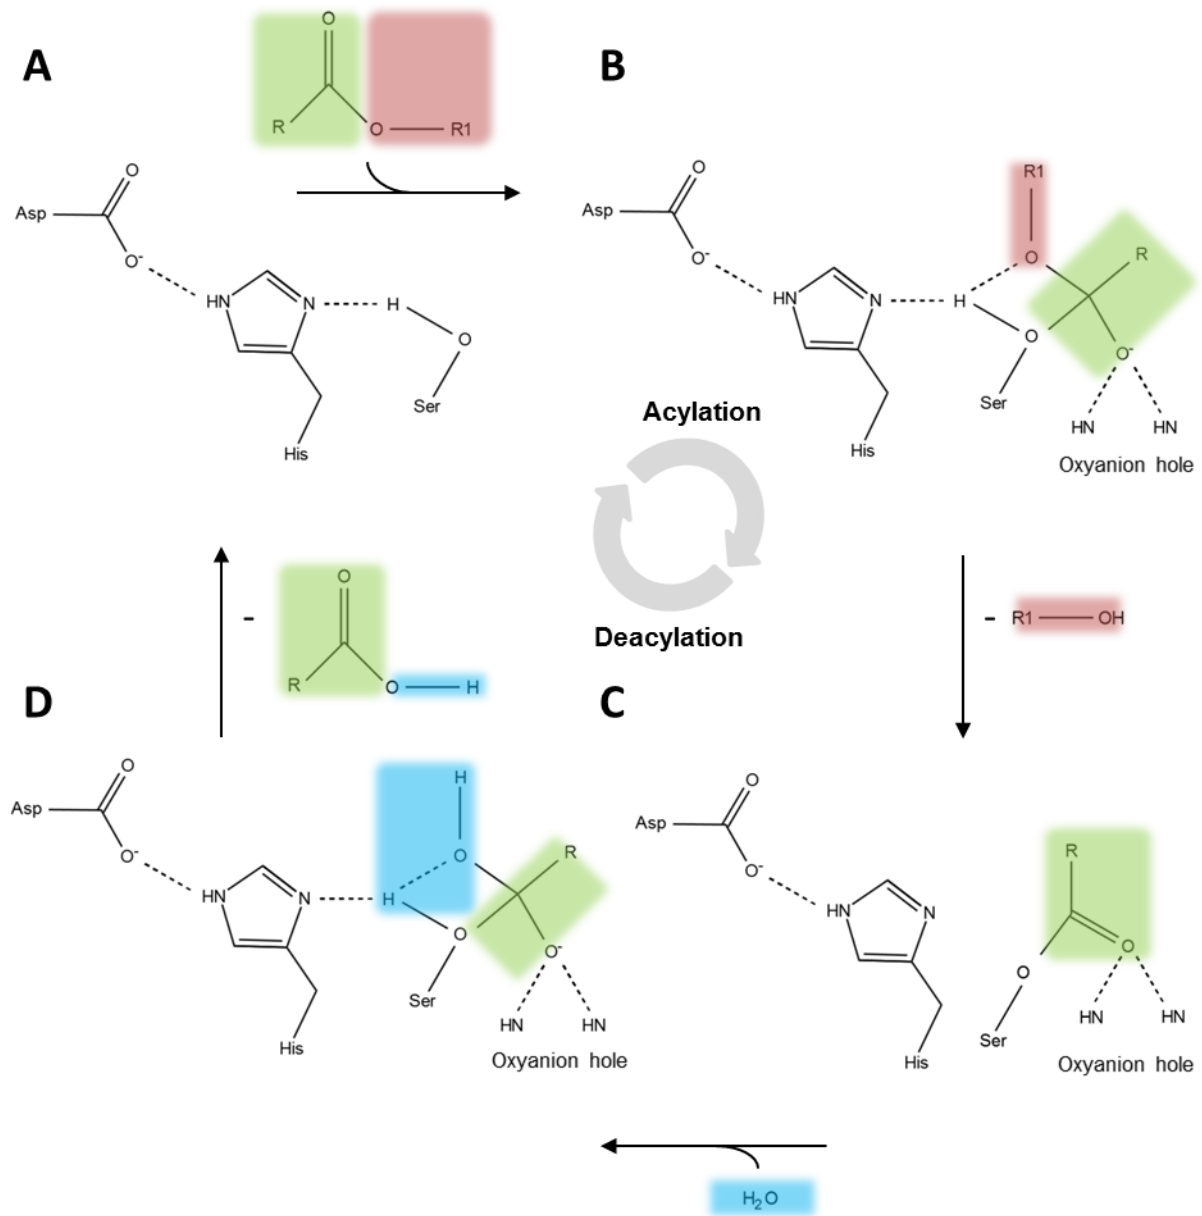 A
O
R
O
R1
B
Asp
O
O-
HN
N
H
O
Ser
His
Asp
O
O-
HN
N
H
R1
O
R
O
O-
Ser
HN
HN
His
Oxyanion hole
Acylation
Deacylation
-
O
R
O
H
-
R1
OH
D
Asp
O
O-
HN
N
H
H
O
R
O
O-
Ser
HN
HN
His
Oxyanion hole
C
Asp
O
O-
HN
N
R
O
O
Ser
HN
HN
His
Oxyanion hole
H2O